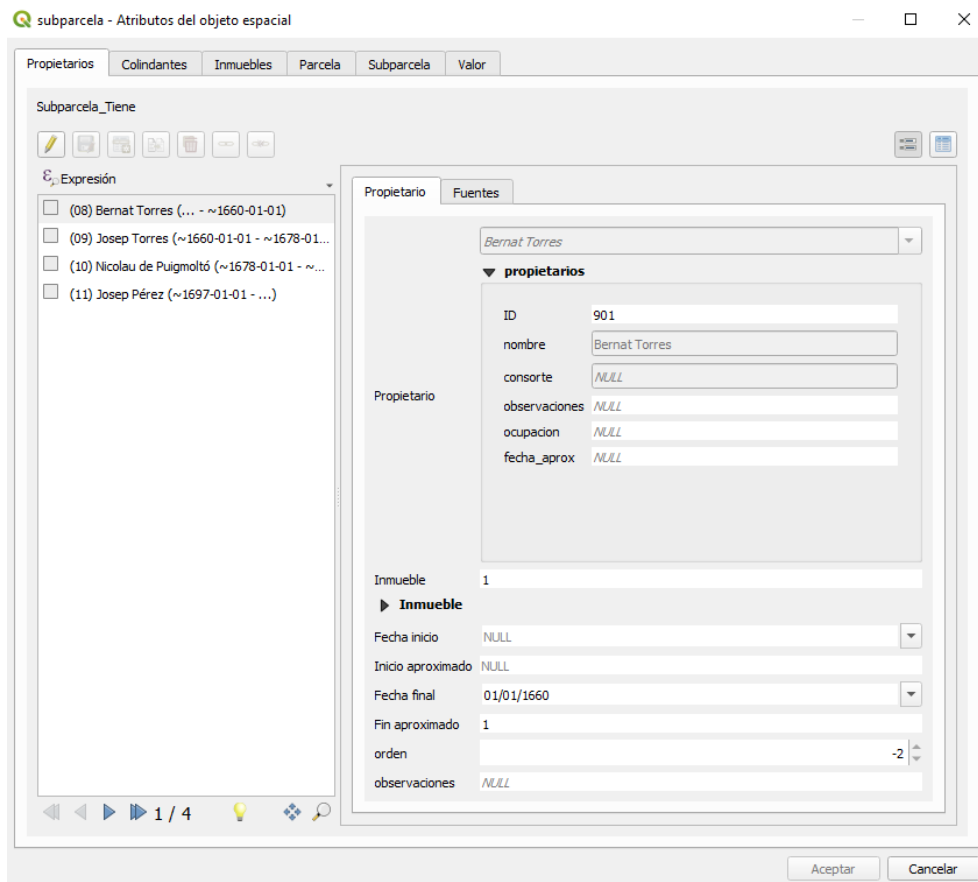 subparcela - Atributos del objeto espacial
Propietarios Colindantes Inmuebles Parcela Subparcela Valor
Subparcela_Tiene
Expresión
(08) Bernat Torres (... - ~1660-01-01)
(09) Josep Torres (~1660-01-01 - ~1678-01...
(10) Nicolau de Puigmoltó (~1678-01-01 - ~...
(11) Josep Pérez (~1697-01-01 - ...)
1 / 4
Propietario Fuentes
Propietario
Bernat Torres
propietarios
ID 901
nombre Bernat Torres
consorte NULL
observaciones NULL
ocupacion NULL
fecha_aprox NULL
Inmueble 1
Inmueble
Fecha inicio NULL
Inicio aproximado NULL
Fecha final 01/01/1660
Fin aproximado 1
orden -2
observaciones NULL
Aceptar Cancelar